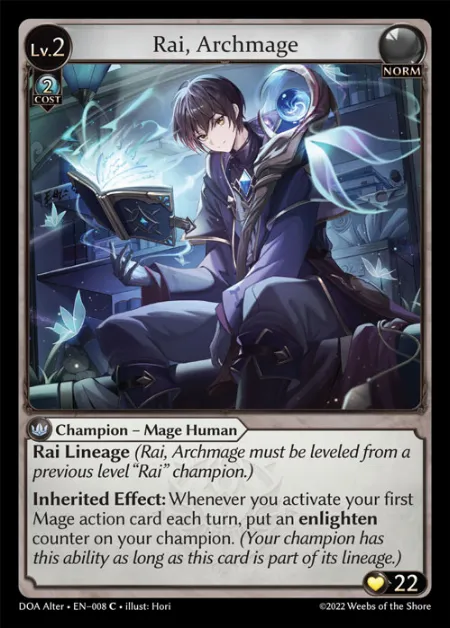 Lv.2
Rai, Archmage
NORM
2
COST
Champion – Mage Human
Rai Lineage (Rai, Archmage must be leveled from a
previous level “Rai” champion.)
Inherited Effect: Whenever you activate your first
Mage action card each turn, put an enlighten
counter on your champion. (Your champion has
this ability as long as this card is part of its lineage.)
22
DOA Alter • EN–008 C • illust: Hori
©2022 Weebs of the Shore